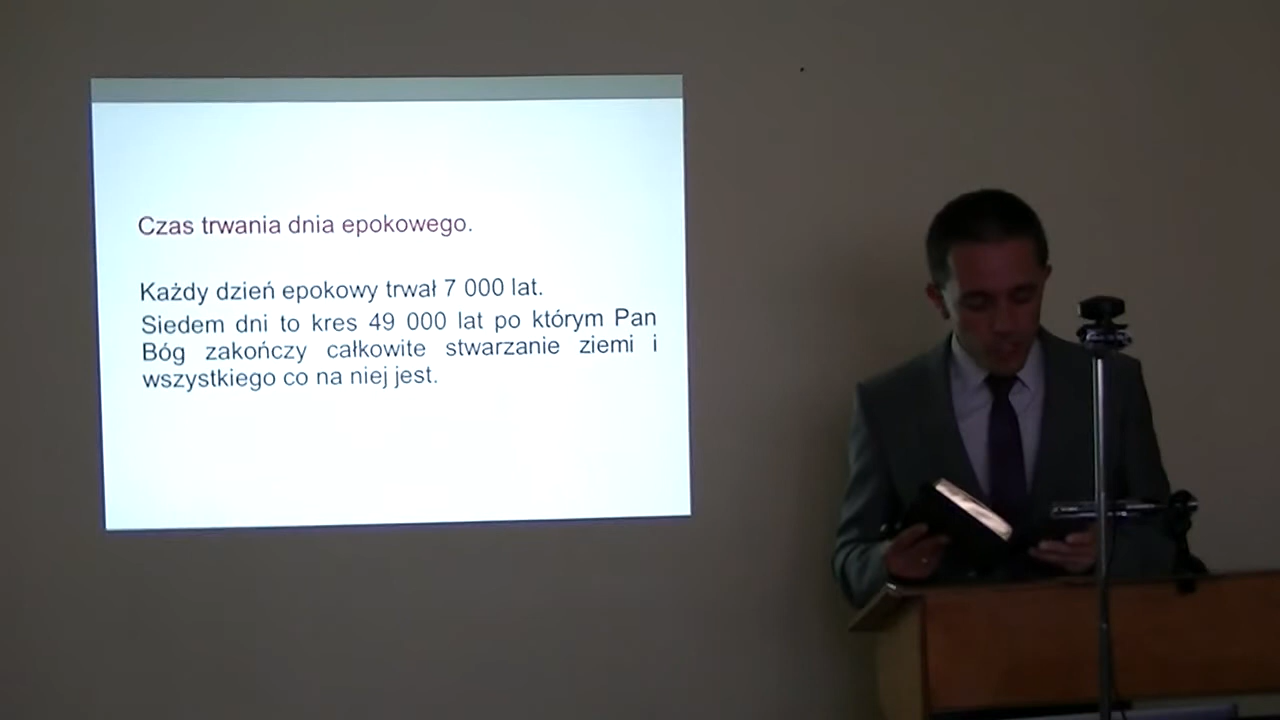 Czas trwania dnia epokowego.
Każdy dzień epokowy trwał 7 000 lat.
Siedem dni to kres 49 000 lat po którym Pan
Bóg zakończy całkowite stwarzanie ziemi i
wszystkiego co na niej jest.